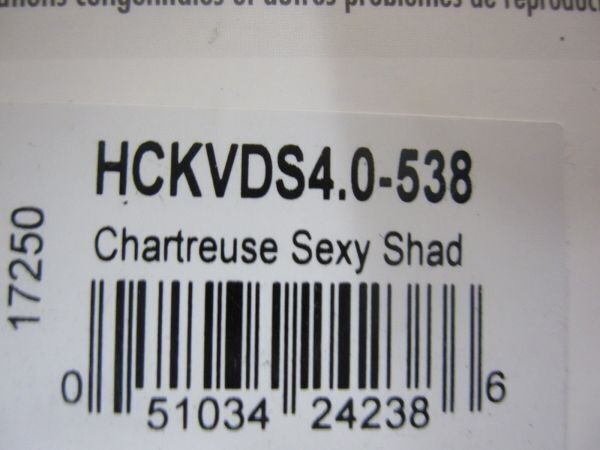 congénitales et autres problèmes de
HCKVDS4.0-538
Chartreuse Sexy Shad
17250
0 51034 24238 6